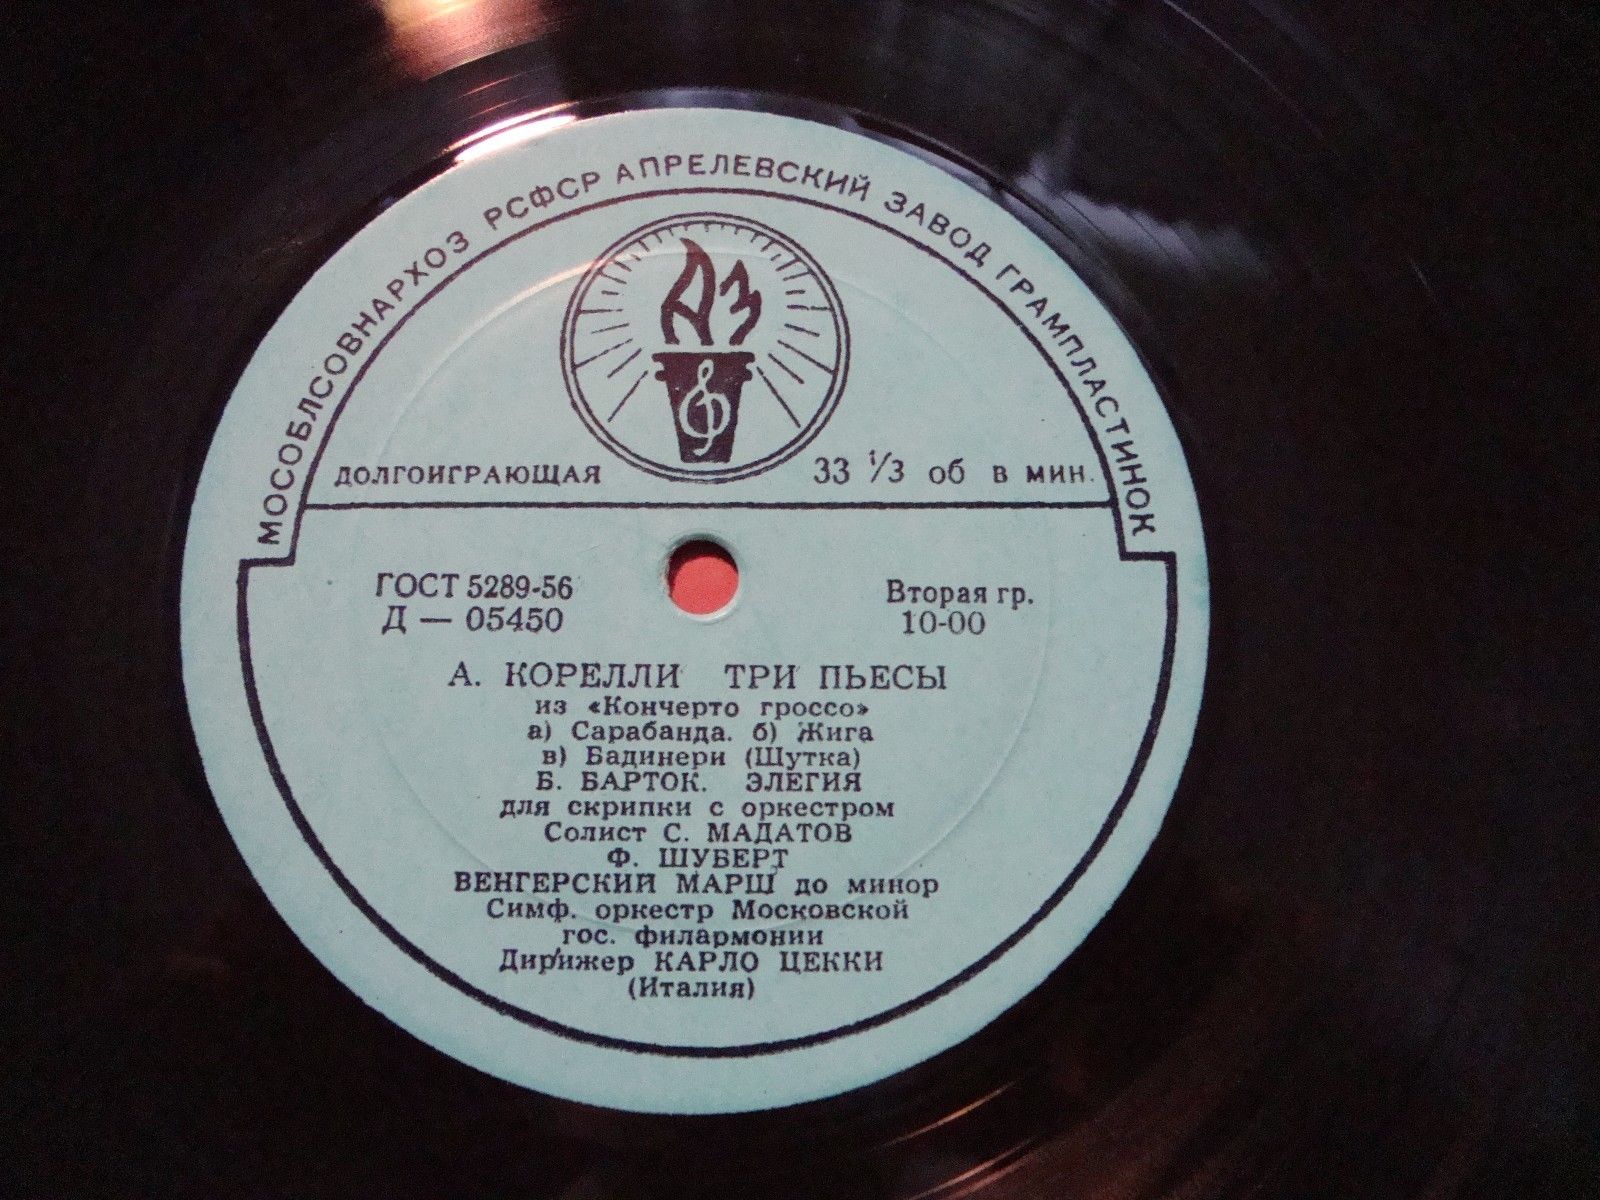 МОСОБЛСОВНАРХОЗ РСФСР АПРЕЛЕВСКИЙ ЗАВОД ГРАМПЛАСТИНОК
АЗ
ДОЛГОИГРАЮЩАЯ 33 1/3 об в мин.
ГОСТ 5289-56 Вторая гр.
Д — 05450 10-00
А. КОРЕЛЛИ ТРИ ПЬЕСЫ
из «Кончерто гроссо»
а) Сарабанда. б) Жига
в) Бадинери (Шутка)
Б. БАРТОК. ЭЛЕГИЯ
для скрипки с оркестром
Солист С. МАДАТОВ
Ф. ШУБЕРТ
ВЕНГЕРСКИЙ МАРШ до минор
Симф. оркестр Московской
гос. филармонии
Дирижер КАРЛО ЦЕККИ
(Италия)